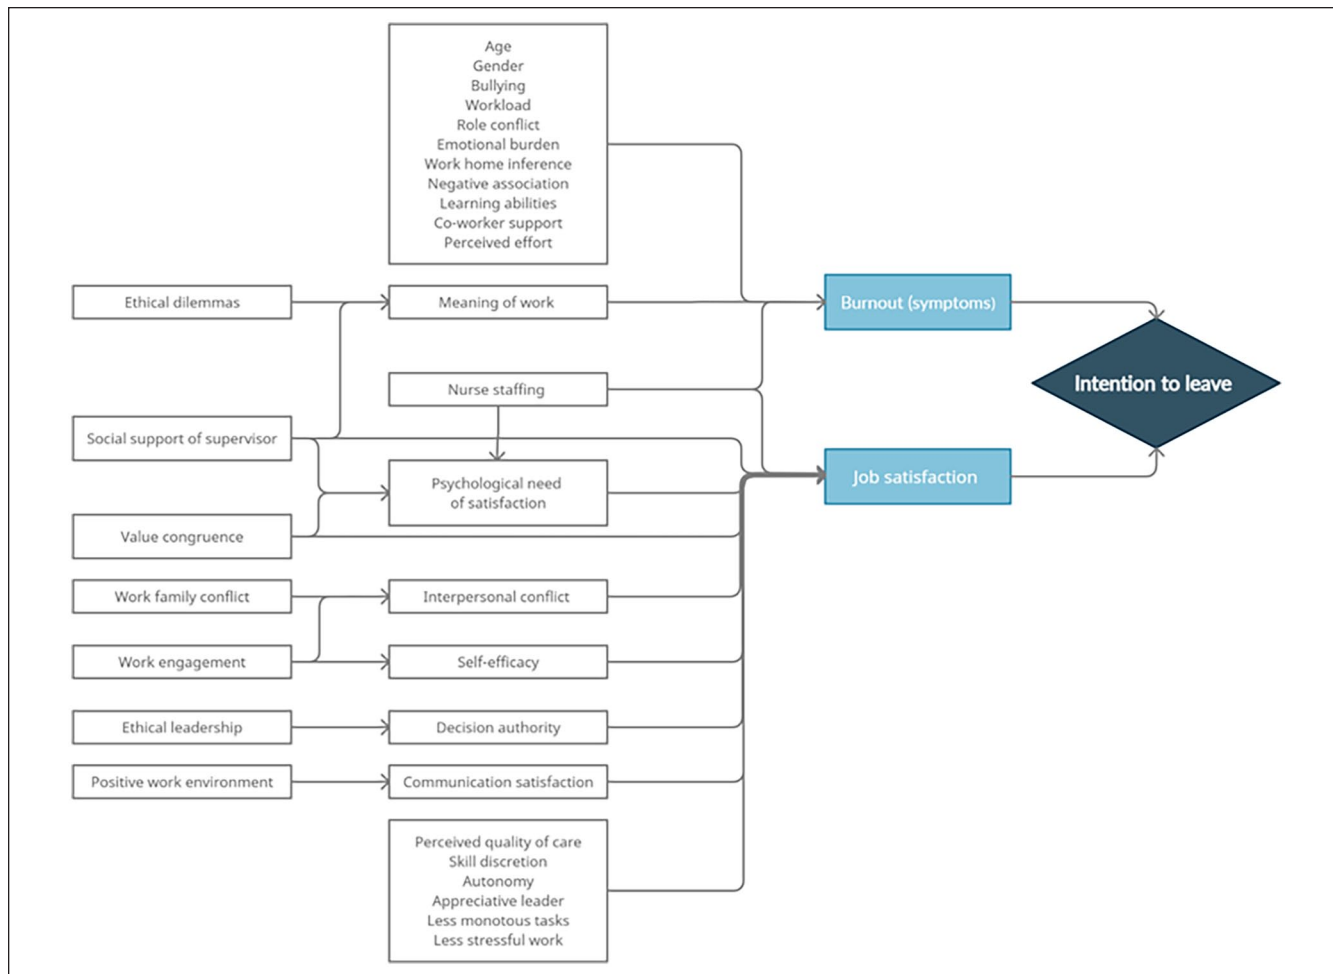 Age
Gender
Bullying
Workload
Role conflict
Emotional burden
Work home inference
Negative association
Learning abilities
Co-worker support
Perceived effort
Ethical dilemmas
Meaning of work
Burnout (symptoms)
Intention to leave
Nurse staffing
Social support of supervisor
Psychological need
of satisfaction
Job satisfaction
Value congruence
Work family conflict
Interpersonal conflict
Work engagement
Self-efficacy
Ethical leadership
Decision authority
Positive work environment
Communication satisfaction
Perceived quality of care
Skill discretion
Autonomy
Appreciative leader
Less monotous tasks
Less stressful work